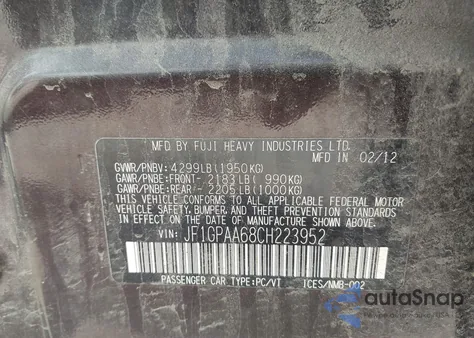 MFD BY FUJI HEAVY INDUSTRIES LTD.
MFD IN 02/12
GVWR/PNBV: 4299LB(1950KG)
GAWR/PNBE:FRONT- 2183LB( 990KG)
GAWR/PNBE:REAR - 2205LB(1000KG)
THIS VEHICLE CONFORMS TO ALL APPLICABLE FEDERAL MOTOR
VEHICLE SAFETY, BUMPER, AND THEFT PREVENTION STANDARDS
IN EFFECT ON THE DATE OF MANUFACTURE SHOWN ABOVE.
VIN: JF1GPAA68CH223952
PASSENGER CAR TYPE:PC/VT ICES/NMB-002
autoSnap